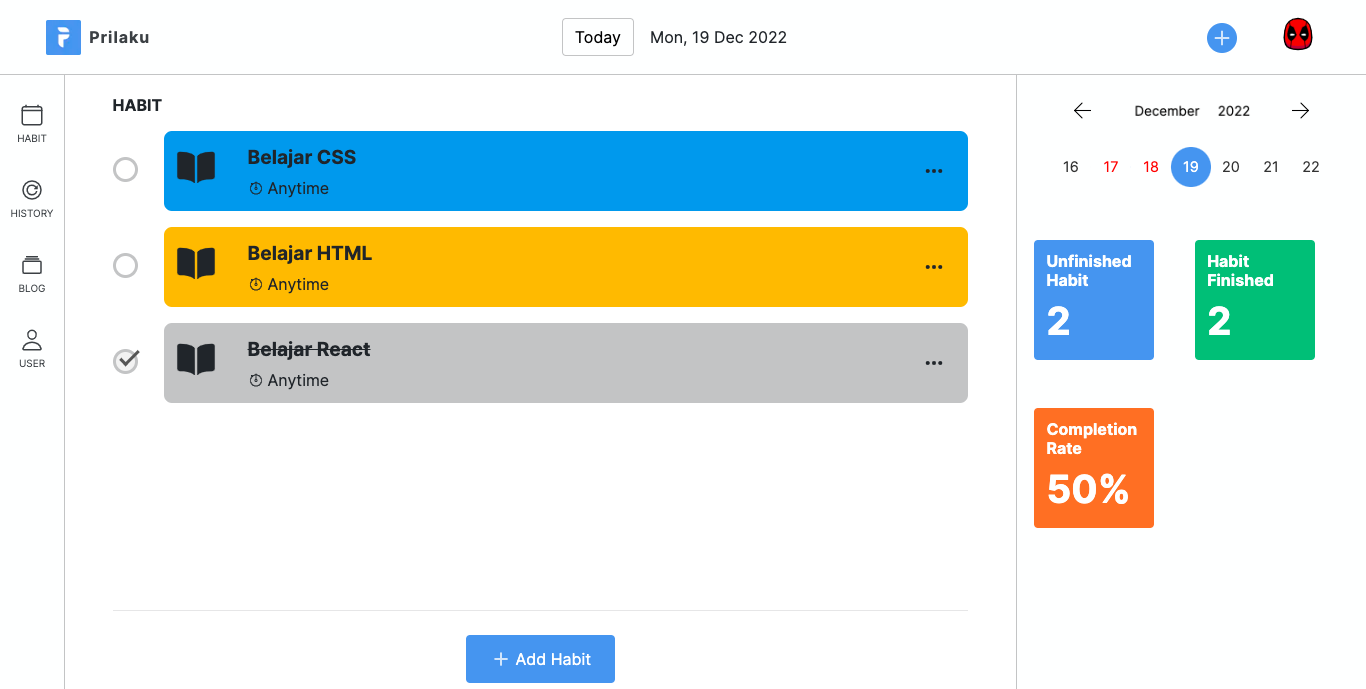 Prilaku
Today Mon, 19 Dec 2022
HABIT
HISTORY
BLOG
USER
HABIT
Belajar CSS
Anytime
Belajar HTML
Anytime
Belajar React
Anytime
Add Habit
December 2022
16 17 18 19 20 21 22
Unfinished
Habit
2
Habit
Finished
2
Completion
Rate
50%